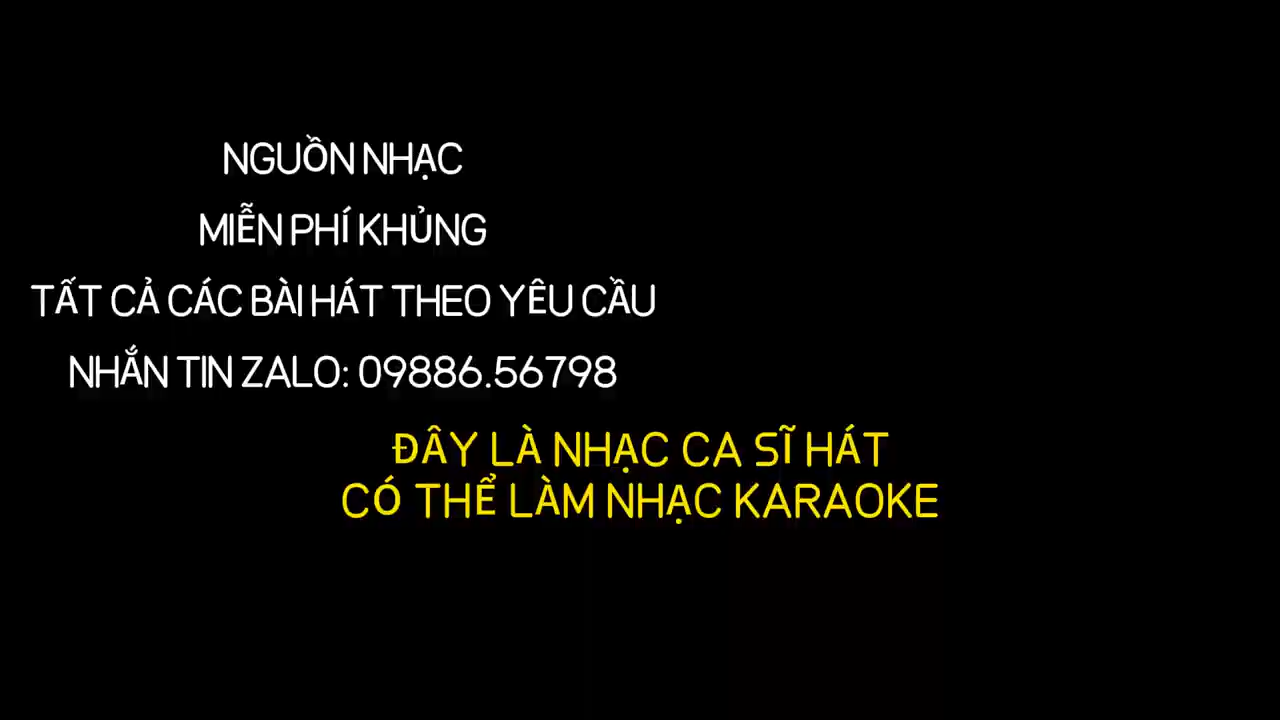 NGUỒN NHẠC
MIỄN PHÍ KHỦNG
TẤT CẢ CÁC BÀI HÁT THEO YÊU CẦU
NHẮN TIN ZALO: 09886.56798
ĐÂY LÀ NHẠC CA SĨ HÁT
CÓ THỂ LÀM NHẠC KARAOKE